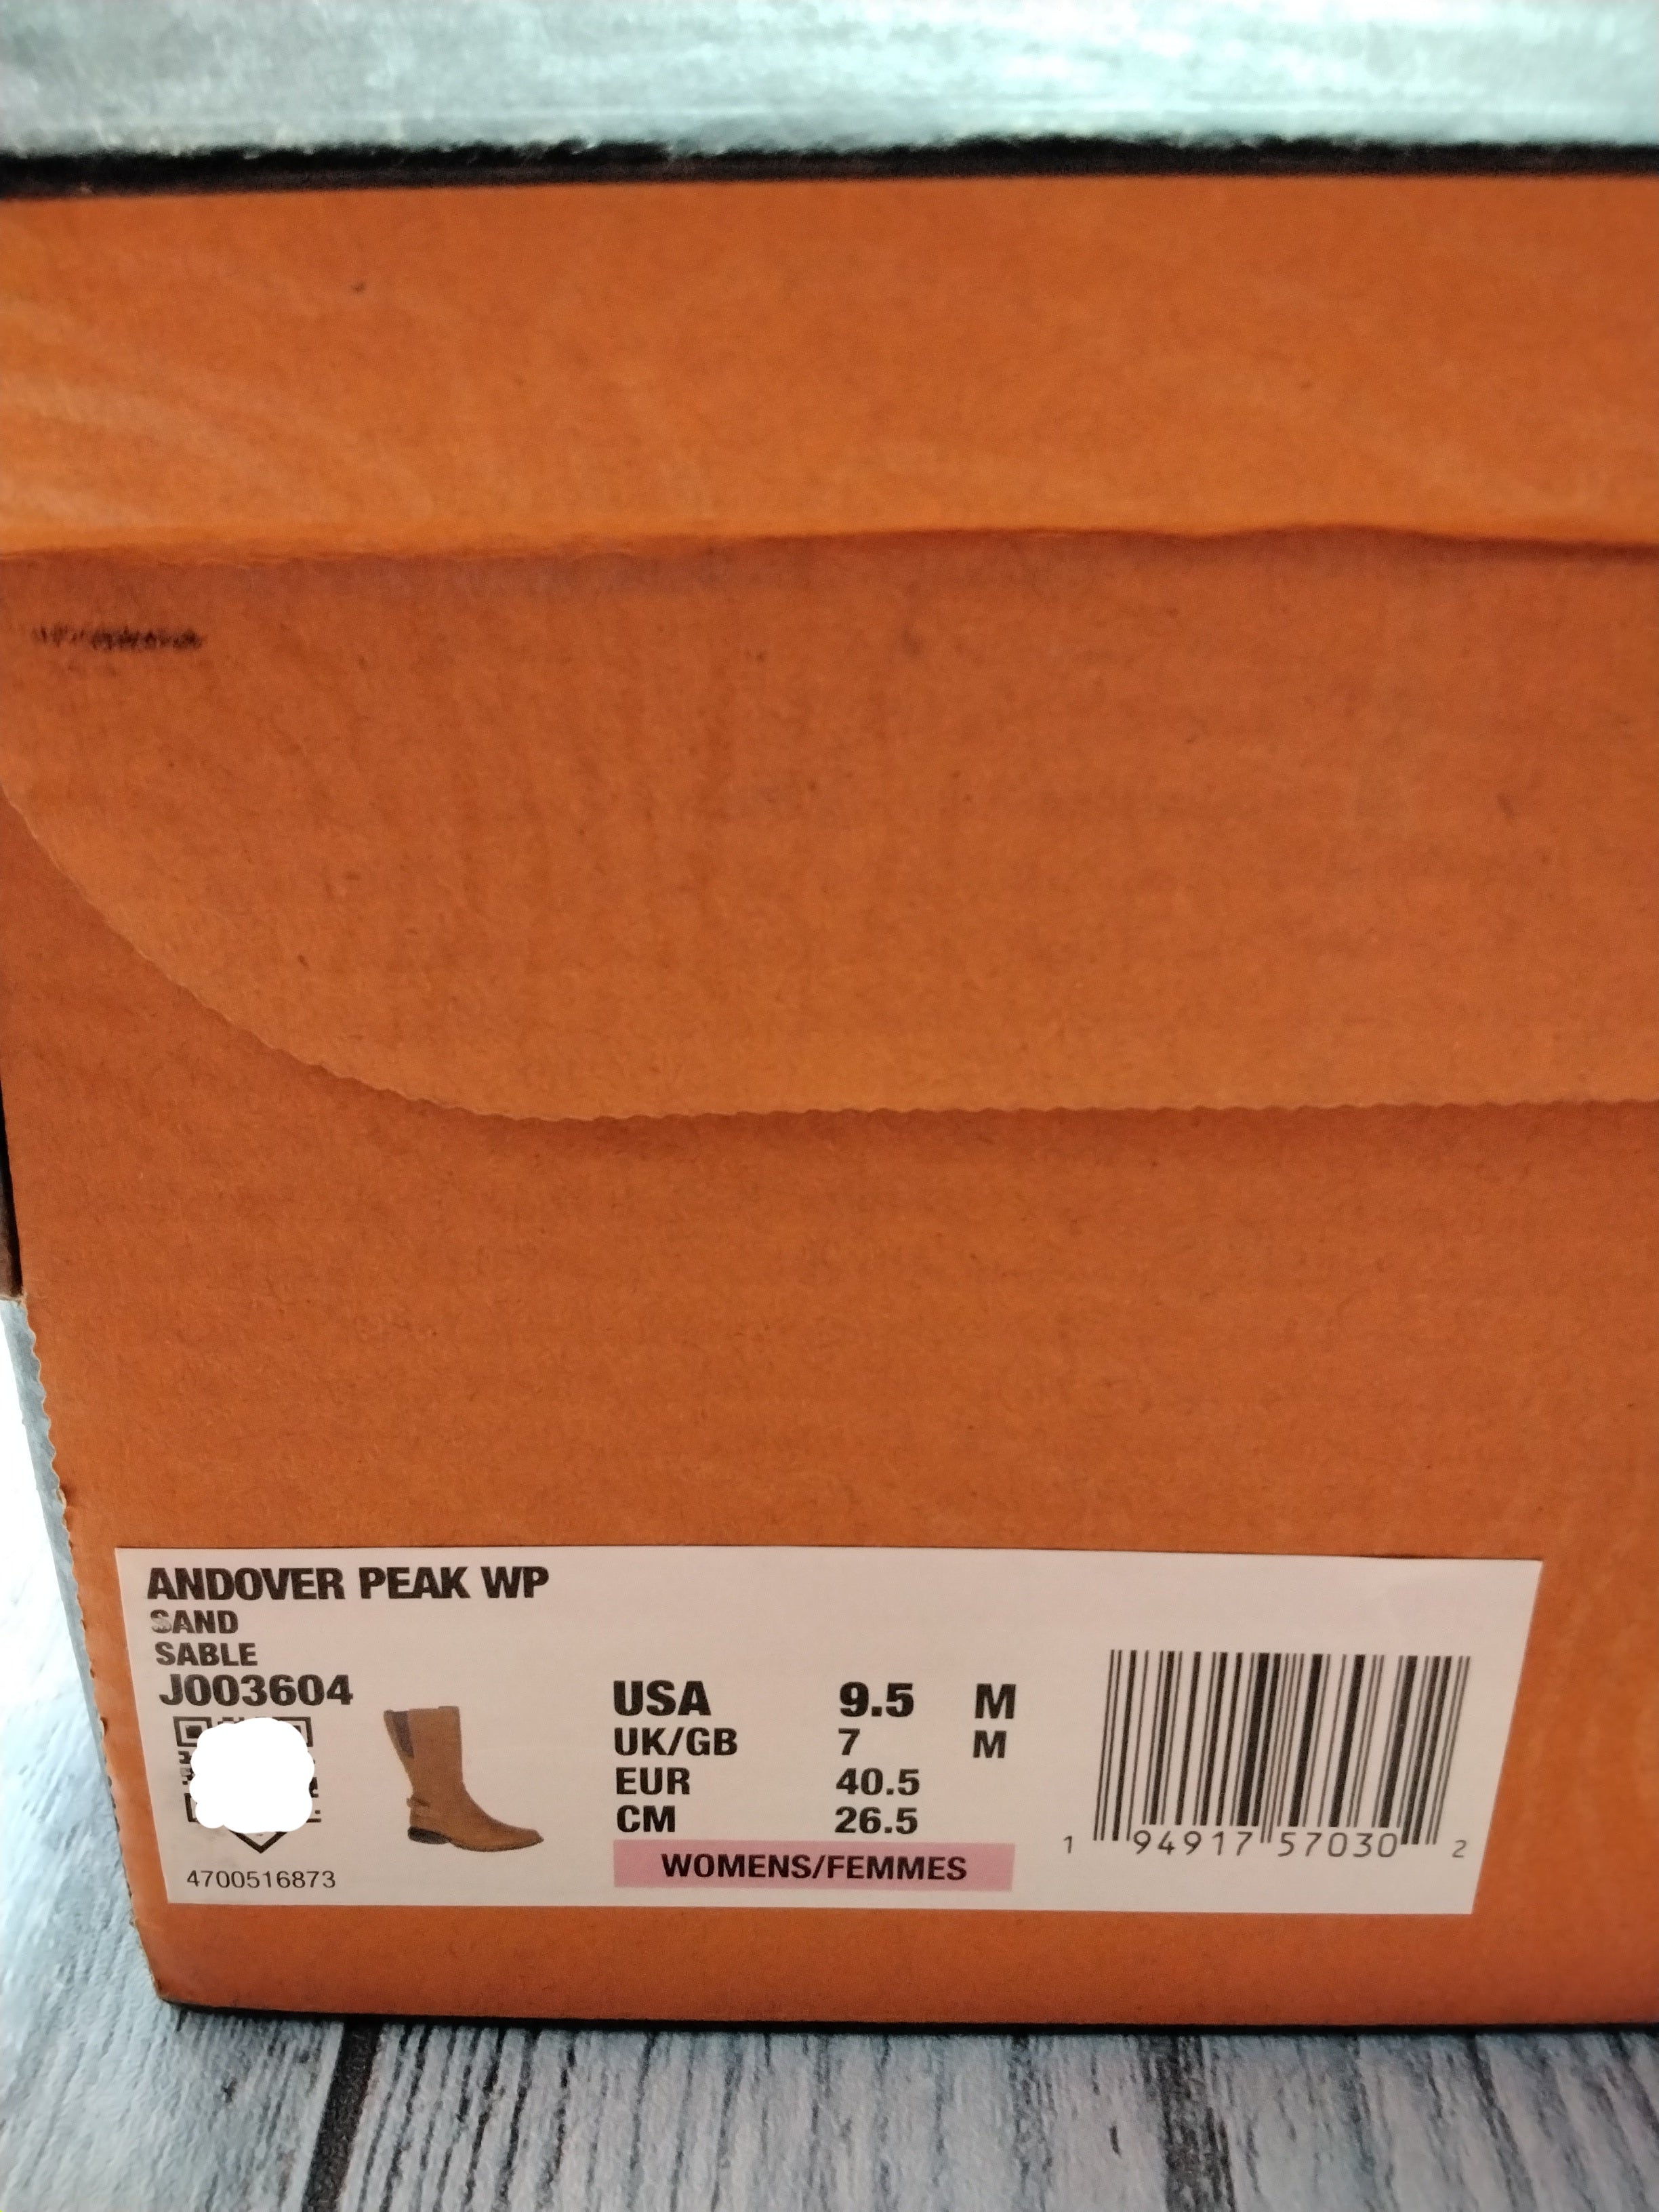 ANDOVER PEAK WP
SAND
SABLE
J003604
USA 9.5 M
UK/GB 7 M
EUR 40.5
CM 26.5
WOMENS/FEMMES
4700516873
1 94917 57030 2